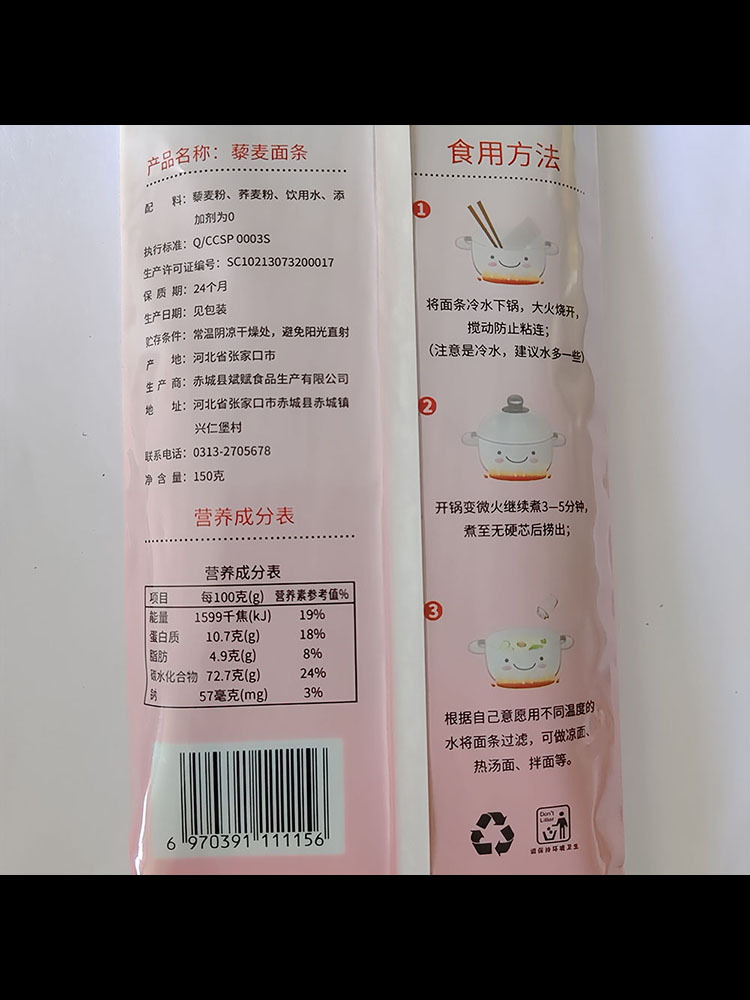 产品名称：藜麦面条
配 料：藜麦粉、荞麦粉、饮用水、添
加剂为0
执行标准：Q/CCSP 0003S
生产许可证编号：SC10213073200017
保 质 期：24个月
生产日期：见包装
贮存条件：常温阴凉干燥处，避免阳光直射
产 地：河北省张家口市
生 产 商：赤城县斌赋食品生产有限公司
地 址：河北省张家口市赤城县赤城镇
兴仁堡村
联系电话：0313-2705678
净 含 量：150克
营养成分表
营养成分表
项目 每100克(g) 营养素参考值%
能量 1599千焦(kJ) 19%
蛋白质 10.7克(g) 18%
脂肪 4.9克(g) 8%
碳水化合物 72.7克(g) 24%
钠 57毫克(mg) 3%
6 970391 111156
食用方法
1
将面条冷水下锅，大火烧开，
搅动防止粘连；
（注意是冷水，建议水多一些）
2
开锅变微火继续煮3—5分钟，
煮至无硬芯后捞出；
3
根据自己意愿用不同温度的
水将面条过滤，可做凉面、
热汤面、拌面等。
Don't
Litter
请保持环境卫生